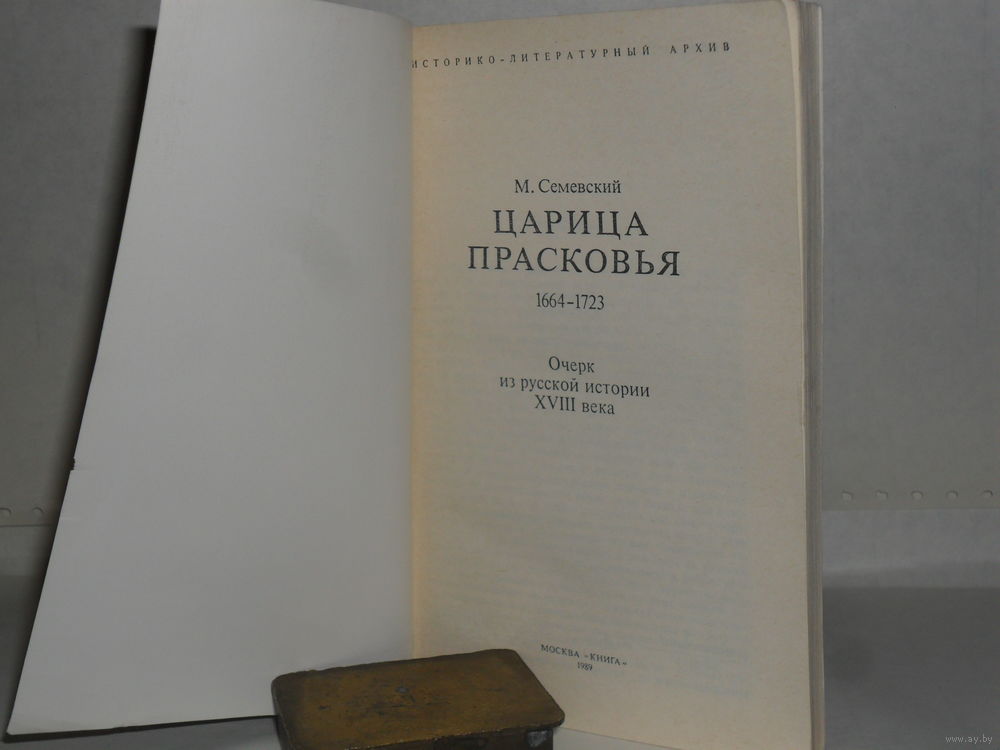 ИСТОРИКО-ЛИТЕРАТУРНЫЙ АРХИВ
М. Семевский
ЦАРИЦА
ПРАСКОВЬЯ
1664-1723
Очерк
из русской истории
XVIII века
МОСКВА «КНИГА»
1989
www.ay.by